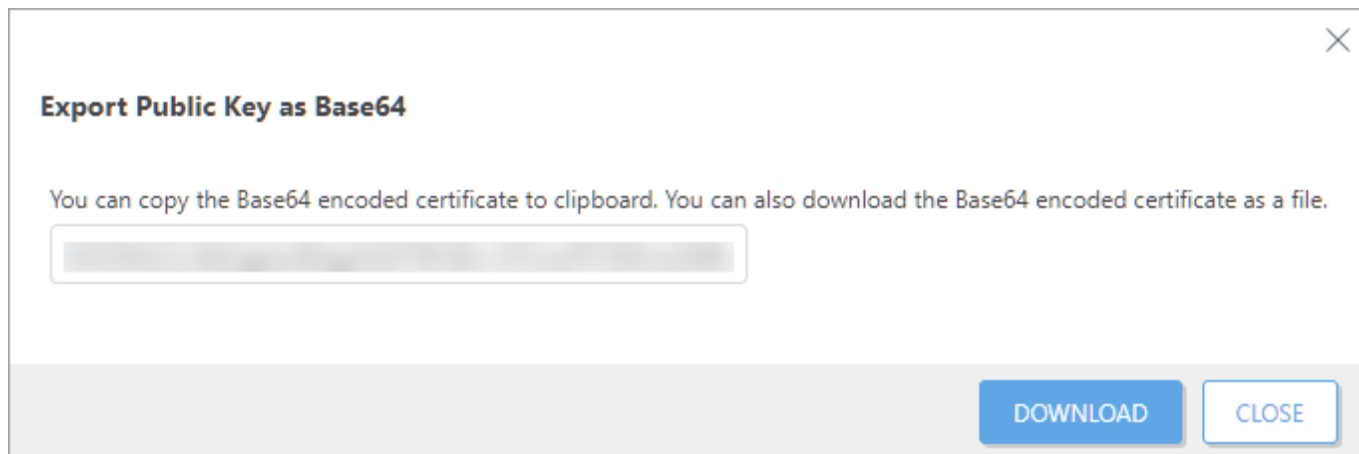 Export Public Key as Base64
You can copy the Base64 encoded certificate to clipboard. You can also download the Base64 encoded certificate as a file.
DOWNLOAD CLOSE